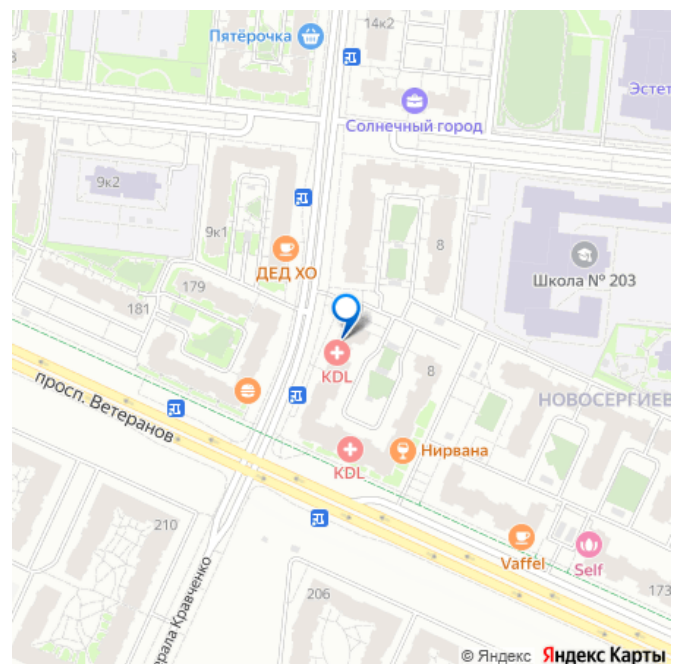 14к2
Пятёрочка
Эстет
Солнечный город
9к2
9к1
8
ДЕД ХО
Школа № 203
179
181
KDL
8
просп. Ветеранов
НОВОСЕРГИЕВ
Нирвана
KDL
210
Vaffel
Self
173
206
рала Кравченко
© Яндекс Яндекс Карты